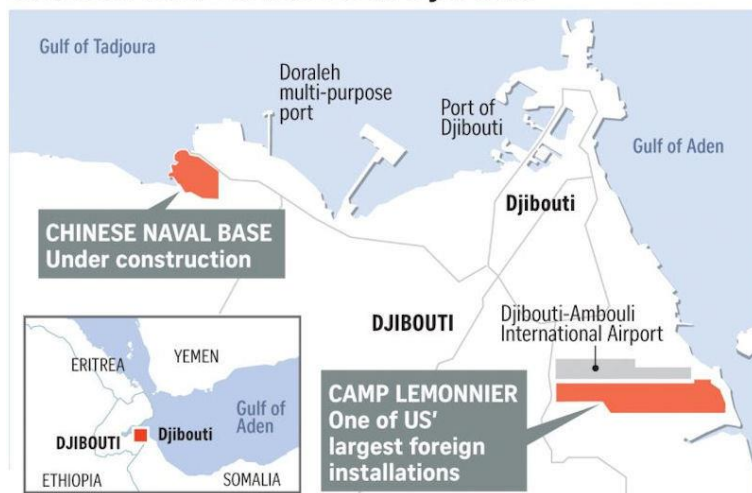 Gulf of Tadjoura
Doraleh
multi-purpose
port
Port of
Djibouti
Gulf of Aden
Djibouti
CHINESE NAVAL BASE
Under construction
DJIBOUTI
Djibouti-Ambouli
International Airport
CAMP LEMONNIER
One of US'
largest foreign
installations
ERITREA
YEMEN
Gulf of
Aden
DJIBOUTI
Djibouti
ETHIOPIA
SOMALIA